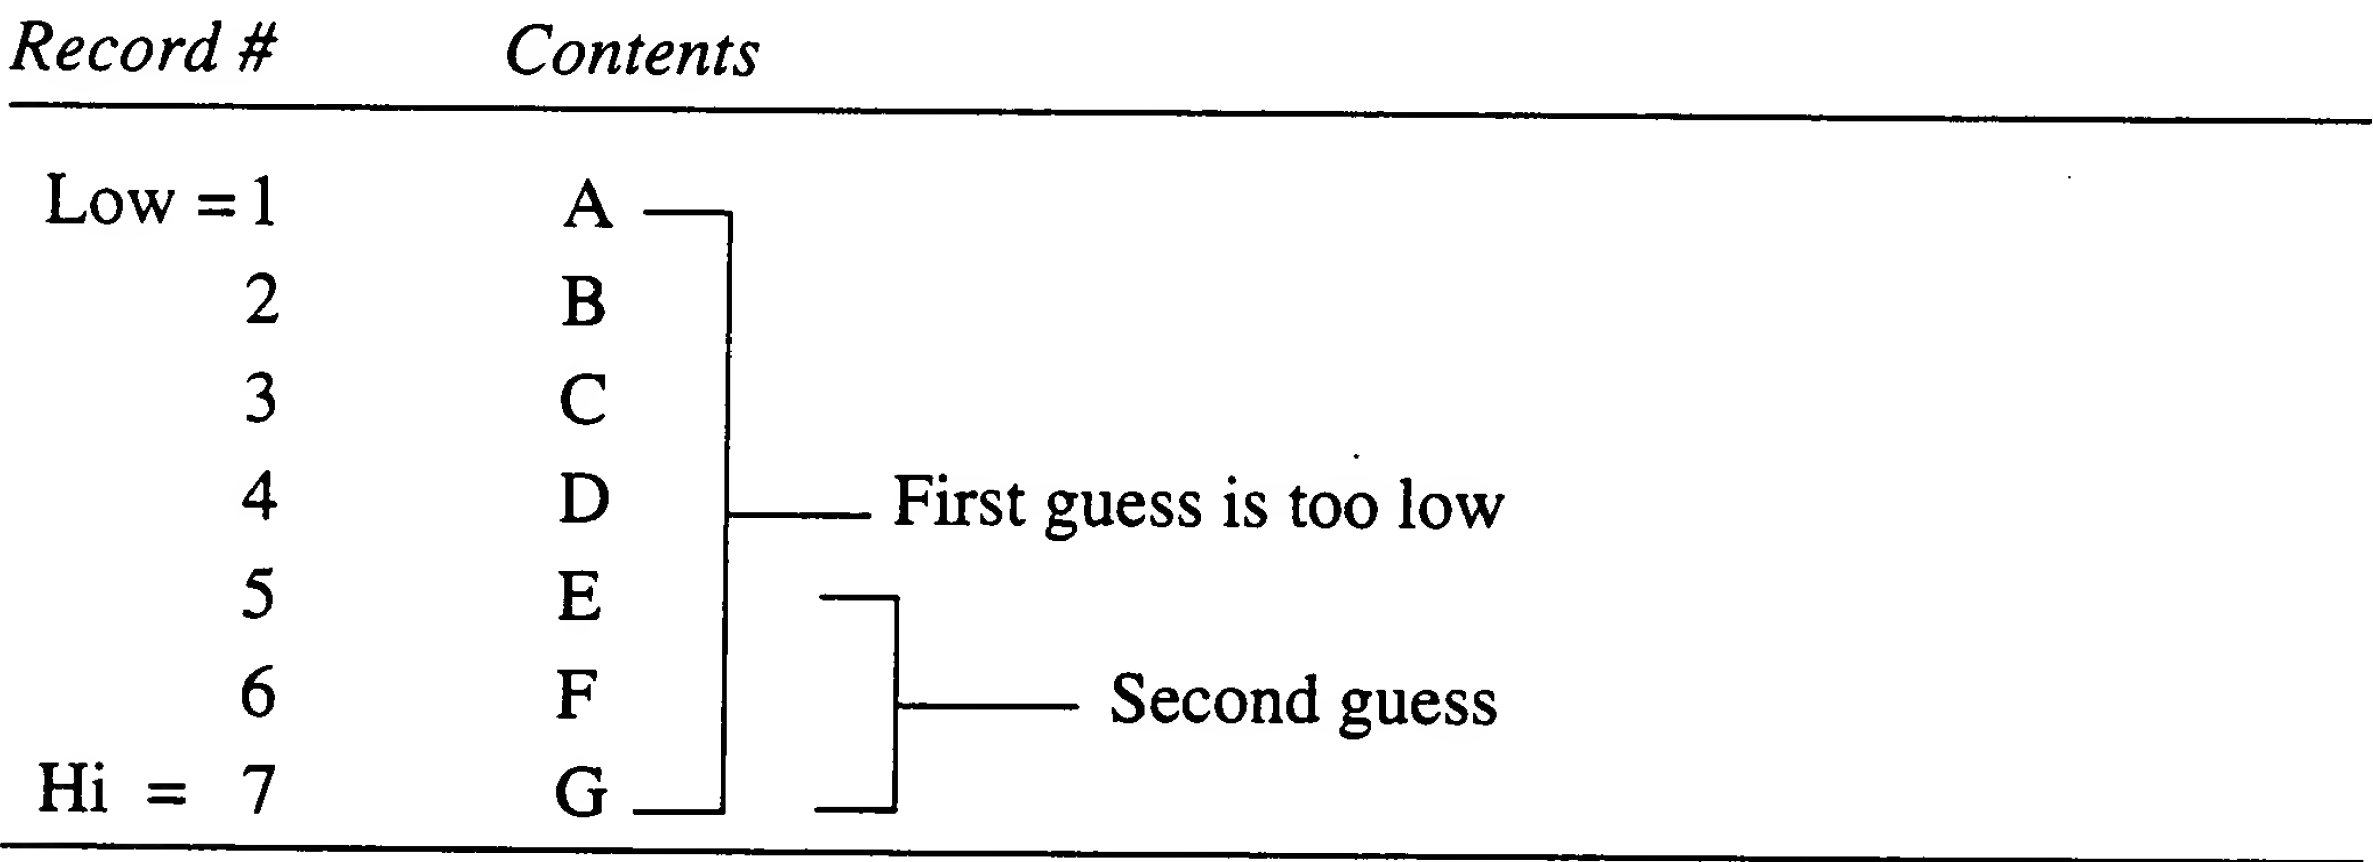 Record # Contents
Low = 1 A
2 B
3 C
4 D First guess is too low
5 E
6 F Second guess
Hi = 7 G